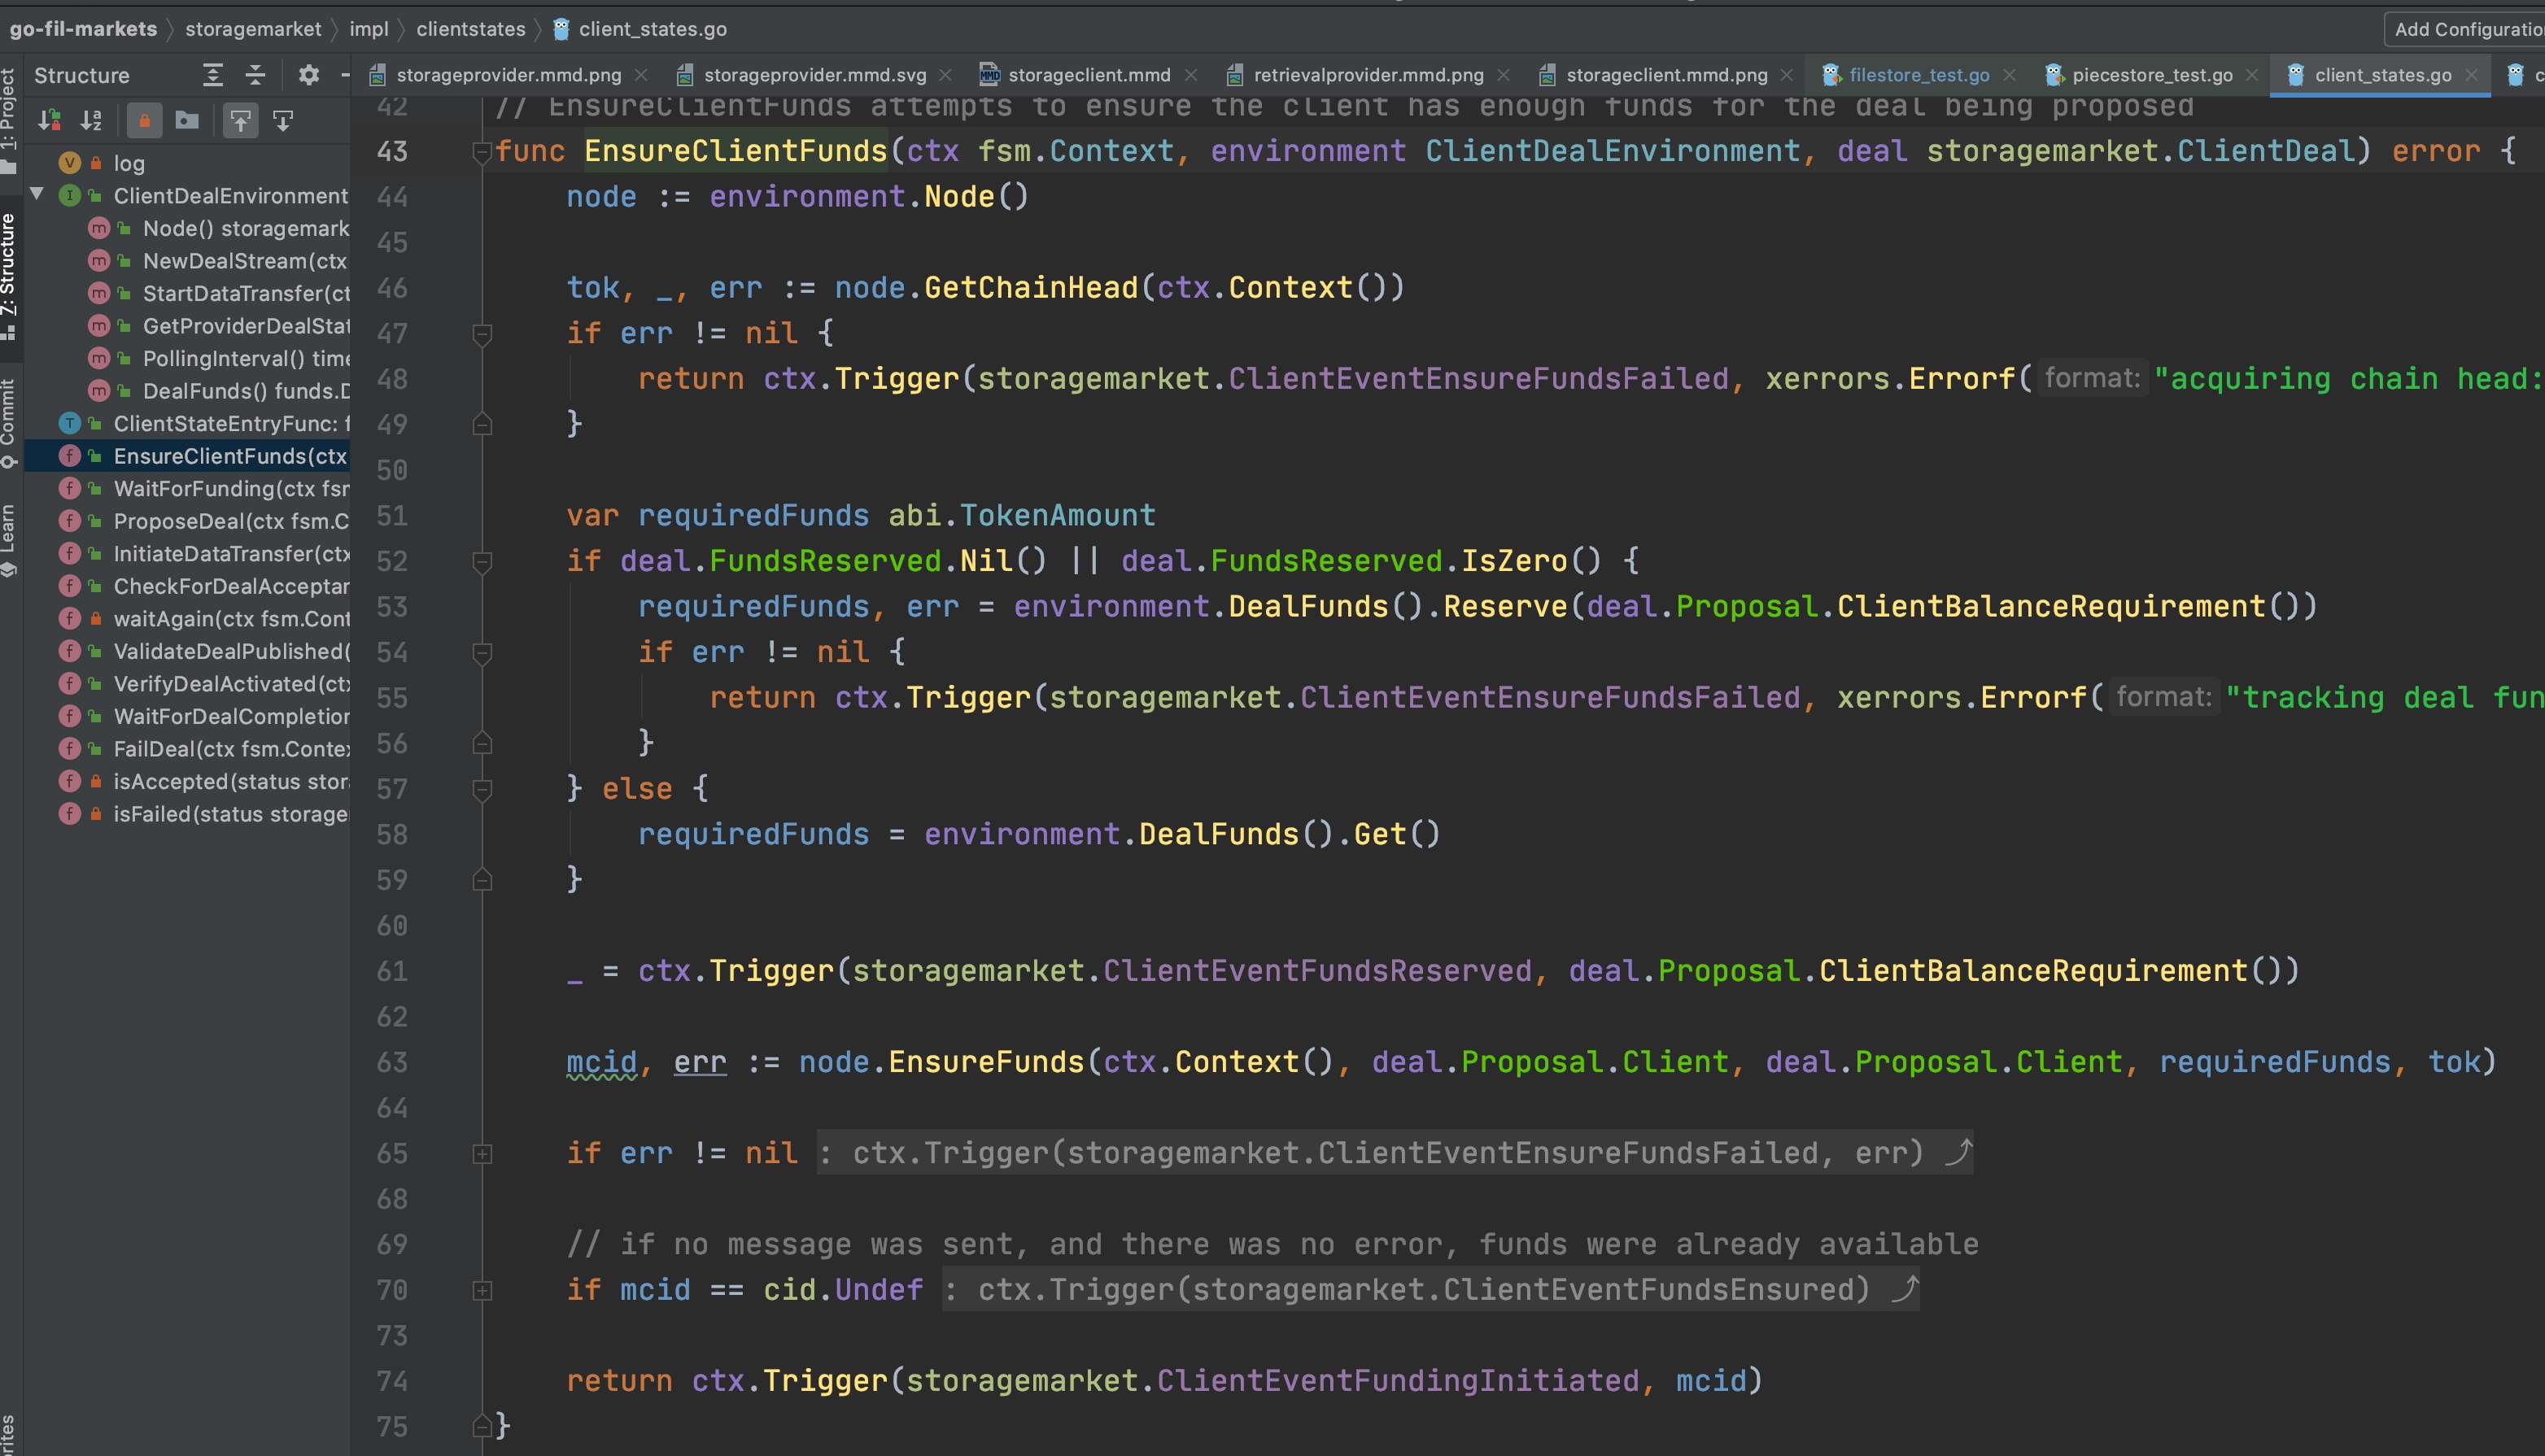 go-fil-markets storagemarket impl clientstates client_states.go
Add Configuratio
1: Project
Z: Structure
Commit
Learn
Structure
log
ClientDealEnvironment
Node() storagemark
NewDealStream(ctx
StartDataTransfer(ct
GetProviderDealStat
PollingInterval() time
DealFunds() funds.D
ClientStateEntryFunc: f
EnsureClientFunds(ctx
WaitForFunding(ctx fsm
ProposeDeal(ctx fsm.C
InitiateDataTransfer(ctx
CheckForDealAcceptan
waitAgain(ctx fsm.Cont
ValidateDealPublished(
VerifyDealActivated(ctx
WaitForDealCompletion
FailDeal(ctx fsm.Contex
isAccepted(status stora
isFailed(status storage
storageprovider.mmd.png storageprovider.mmd.svg storageclient.mmd retrievalprovider.mmd.png storageclient.mmd.png filestore_test.go piecestore_test.go client_states.go c
42 // EnsureClientFunds attempts to ensure the client has enough funds for the deal being proposed
43 func EnsureClientFunds(ctx fsm.Context, environment ClientDealEnvironment, deal storagemarket.ClientDeal) error {
44 node := environment.Node()
45
46 tok, _, err := node.GetChainHead(ctx.Context())
47 if err != nil {
48 return ctx.Trigger(storagemarket.ClientEventEnsureFundsFailed, xerrors.Errorf( format: "acquiring chain head:
49 }
50
51 var requiredFunds abi.TokenAmount
52 if deal.FundsReserved.Nil() || deal.FundsReserved.IsZero() {
53 requiredFunds, err = environment.DealFunds().Reserve(deal.Proposal.ClientBalanceRequirement())
54 if err != nil {
55 return ctx.Trigger(storagemarket.ClientEventEnsureFundsFailed, xerrors.Errorf( format: "tracking deal fun
56 }
57 } else {
58 requiredFunds = environment.DealFunds().Get()
59 }
60
61 _ = ctx.Trigger(storagemarket.ClientEventFundsReserved, deal.Proposal.ClientBalanceRequirement())
62
63 mcid, err := node.EnsureFunds(ctx.Context(), deal.Proposal.Client, deal.Proposal.Client, requiredFunds, tok)
64
65 if err != nil : ctx.Trigger(storagemarket.ClientEventEnsureFundsFailed, err)
68
69 // if no message was sent, and there was no error, funds were already available
70 if mcid == cid.Undef : ctx.Trigger(storagemarket.ClientEventFundsEnsured)
73
74 return ctx.Trigger(storagemarket.ClientEventFundingInitiated, mcid)
75 }